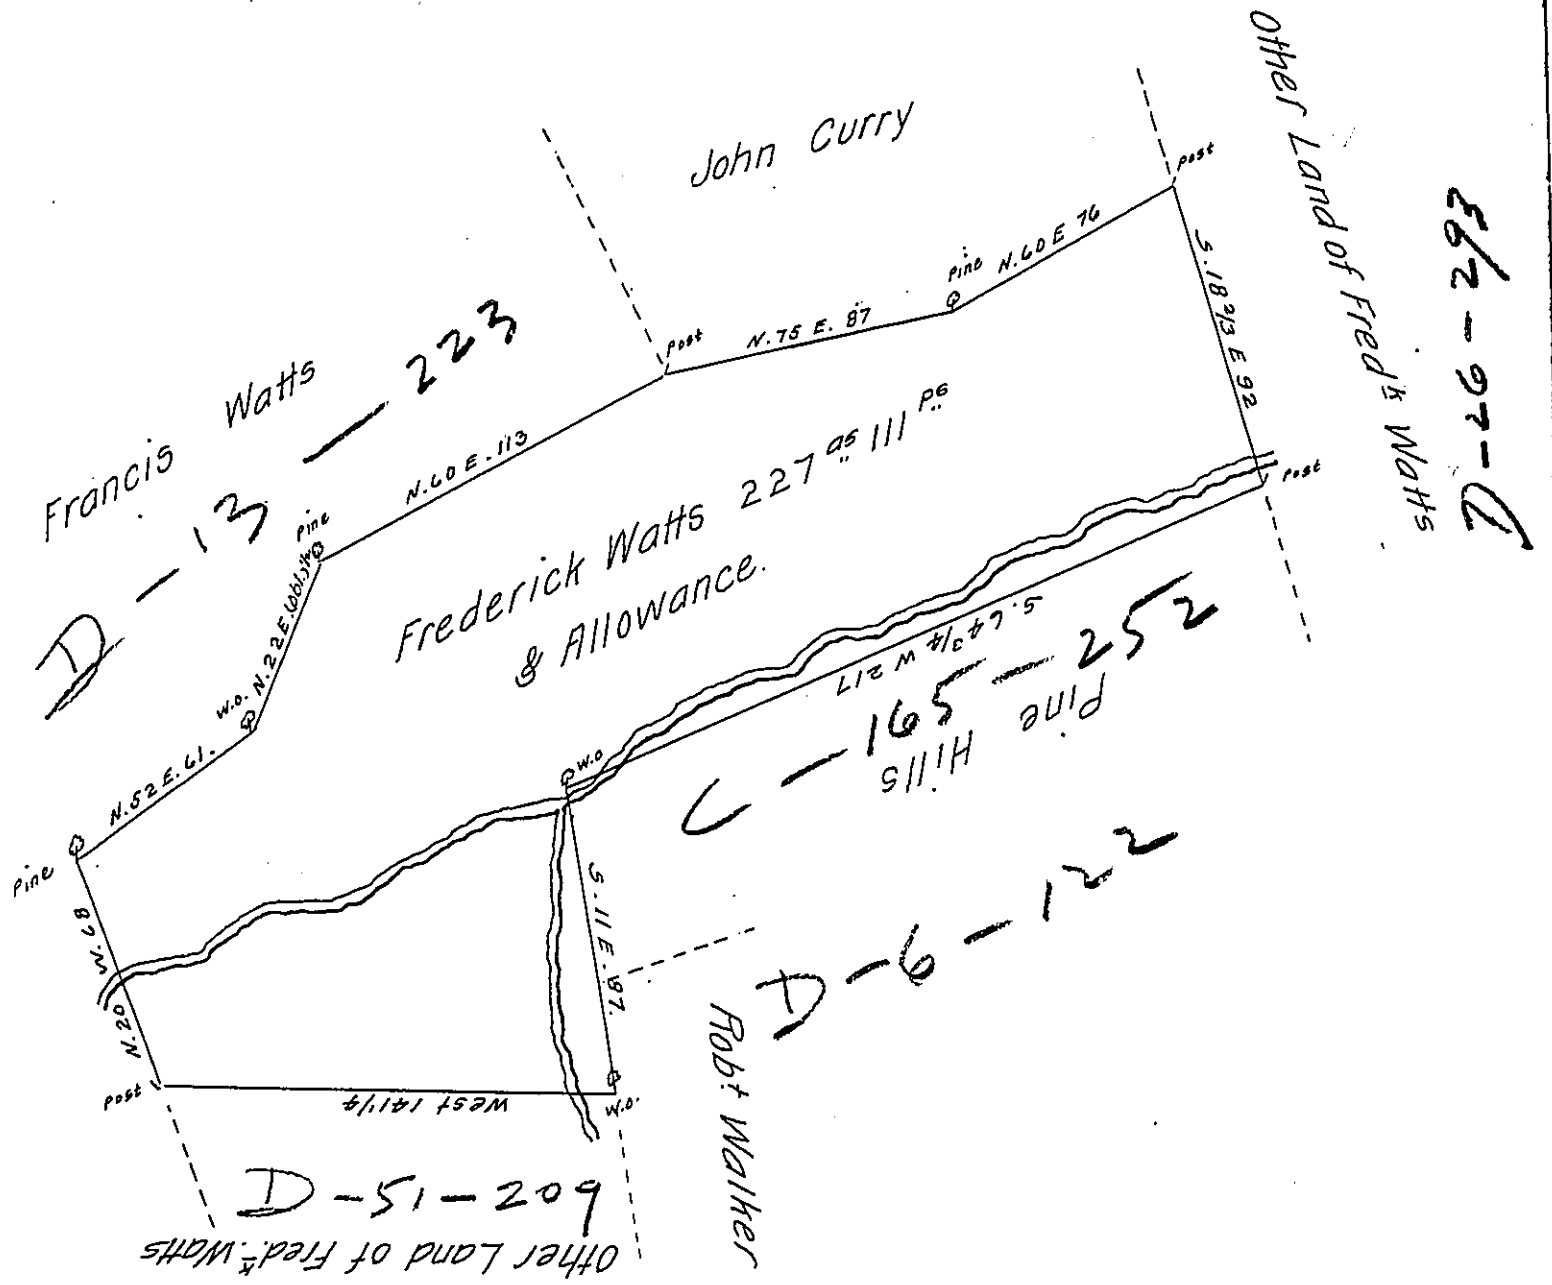 John Curry
Other Land of Fredk Watts
D-26-293
Francis Watts
D-13-223
Post
Pine
N.60 E 76
N.75 E. 87
Post
S.18 2/3 E 92
Post
N.60 E. 113
Pine
Frederick Watts 227 as 111 ps
& Allowance.
S. 64 3/4 W 217
C-165-252
Pine Hills
W.O.
N.22 E.
N.52 E. 61.
Pine
W.O
D-6-122
S. 11 E. 87.
N.20 W. 68
Post
West 141 1/4
W.O.
Robt Walker
D-51-209
Other Land of Fredk Watts